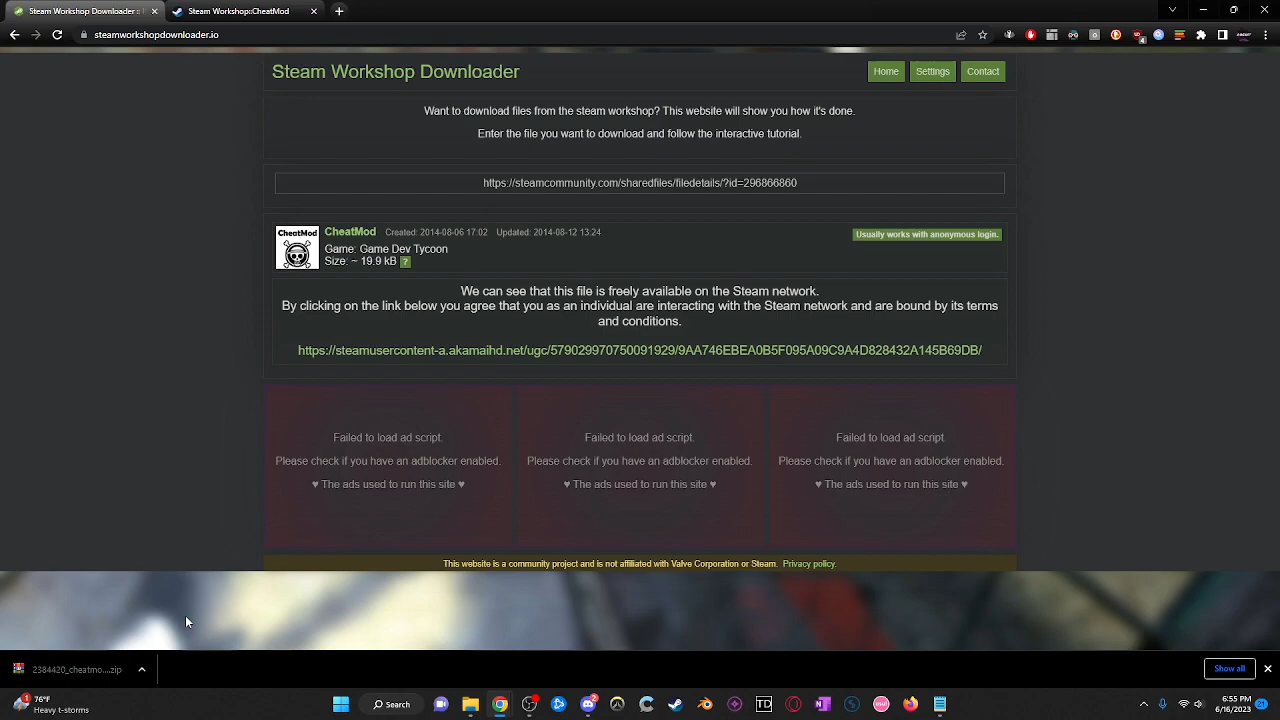 Steam Workshop Downloader :: 
Steam Workshop:CheatMod
steamworkshopdownloader.io
Steam Workshop Downloader
Home
Settings
Contact
Want to download files from the steam workshop? This website will show you how it's done.
Enter the file you want to download and follow the interactive tutorial.
https://steamcommunity.com/sharedfiles/filedetails/?id=296866860
CheatMod
CheatMod Created: 2014-08-06 17:02 Updated: 2014-08-12 13:24
Usually works with anonymous login.
Game: Game Dev Tycoon
Size: ~ 19.9 kB ?
We can see that this file is freely available on the Steam network.
By clicking on the link below you agree that you as an individual are interacting with the Steam network and are bound by its terms
and conditions.
https://steamusercontent-a.akamaihd.net/ugc/579029970750091929/9AA746EBEA0B5F095A09C9A4D828432A145B69DB/
Failed to load ad script.
Please check if you have an adblocker enabled.
♥ The ads used to run this site ♥
Failed to load ad script.
Please check if you have an adblocker enabled.
♥ The ads used to run this site ♥
Failed to load ad script.
Please check if you have an adblocker enabled.
♥ The ads used to run this site ♥
This website is a community project and is not affiliated with Valve Corporation or Steam. Privacy policy.
2384420_cheatmo....zip
Show all
1
76°F
Heavy t-storms
Search
2
TD
osu!
6:55 PM
6/16/2023